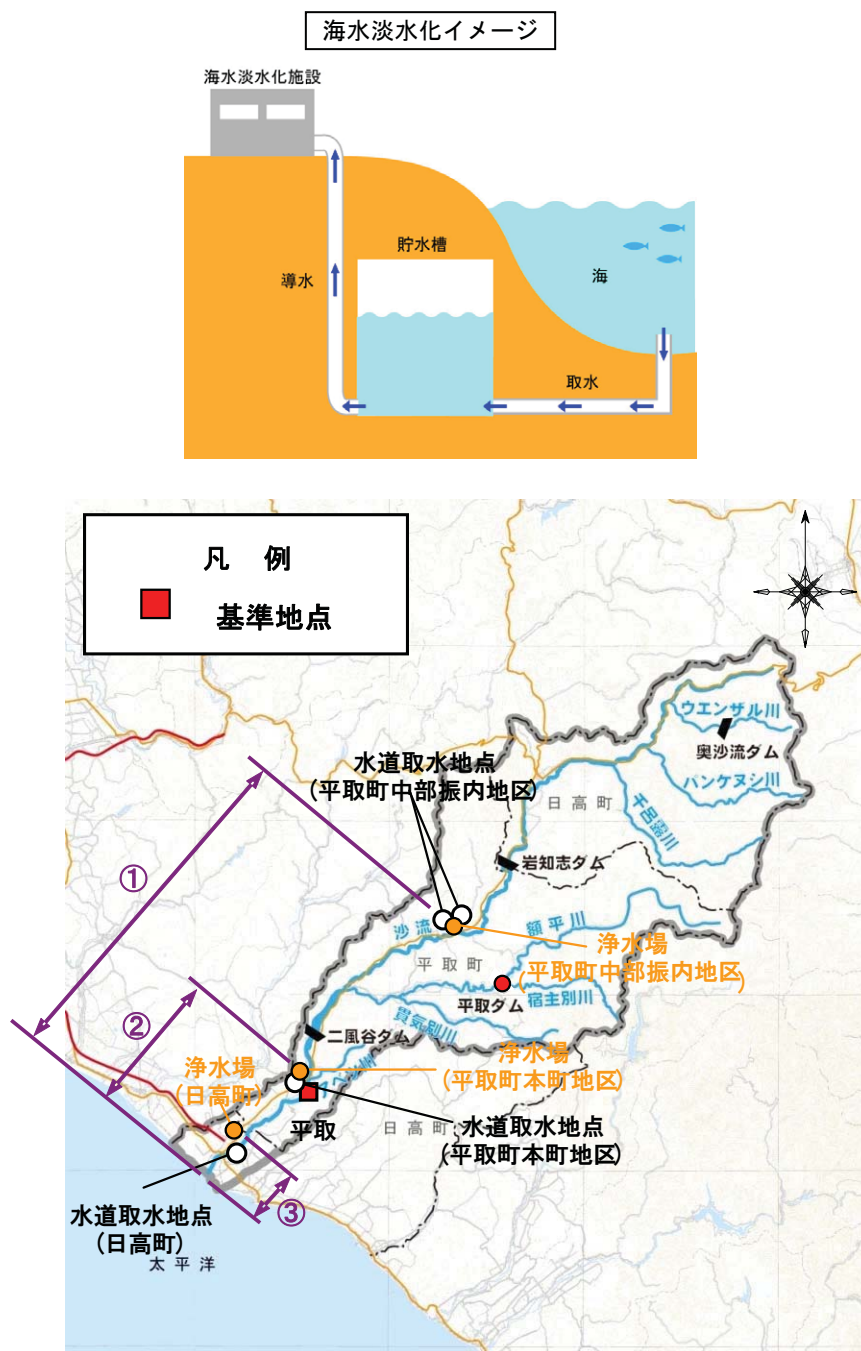 海水淡水化イメージ
海水淡水化施設
貯水槽
導水
海
取水
凡 例
基準地点
ウエンザル川
奥沙流ダム
水道取水地点
(平取町中部振内地区)
パンケヌシ川
日高町
千呂露川
①
岩知志ダム
沙流
額平川
浄水場
(平取町中部振内地区)
平取町
平取ダム
宿主別川
②
貫気別川
二風谷ダム
浄水場
(日高町)
浄水場
(平取町本町地区)
平取
日高町
水道取水地点
(平取町本町地区)
③
水道取水地点
(日高町)
太平洋